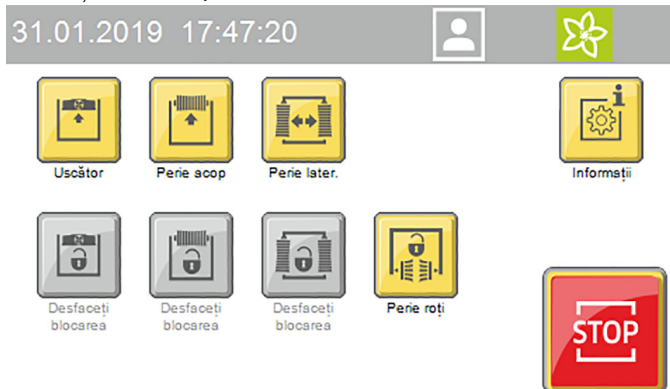 31.01.2019 17:47:20
Uscător
Perie acop
Perie later.
Informații
Desfaceți
blocarea
Desfaceți
blocarea
Desfaceți
blocarea
Perie roți
STOP